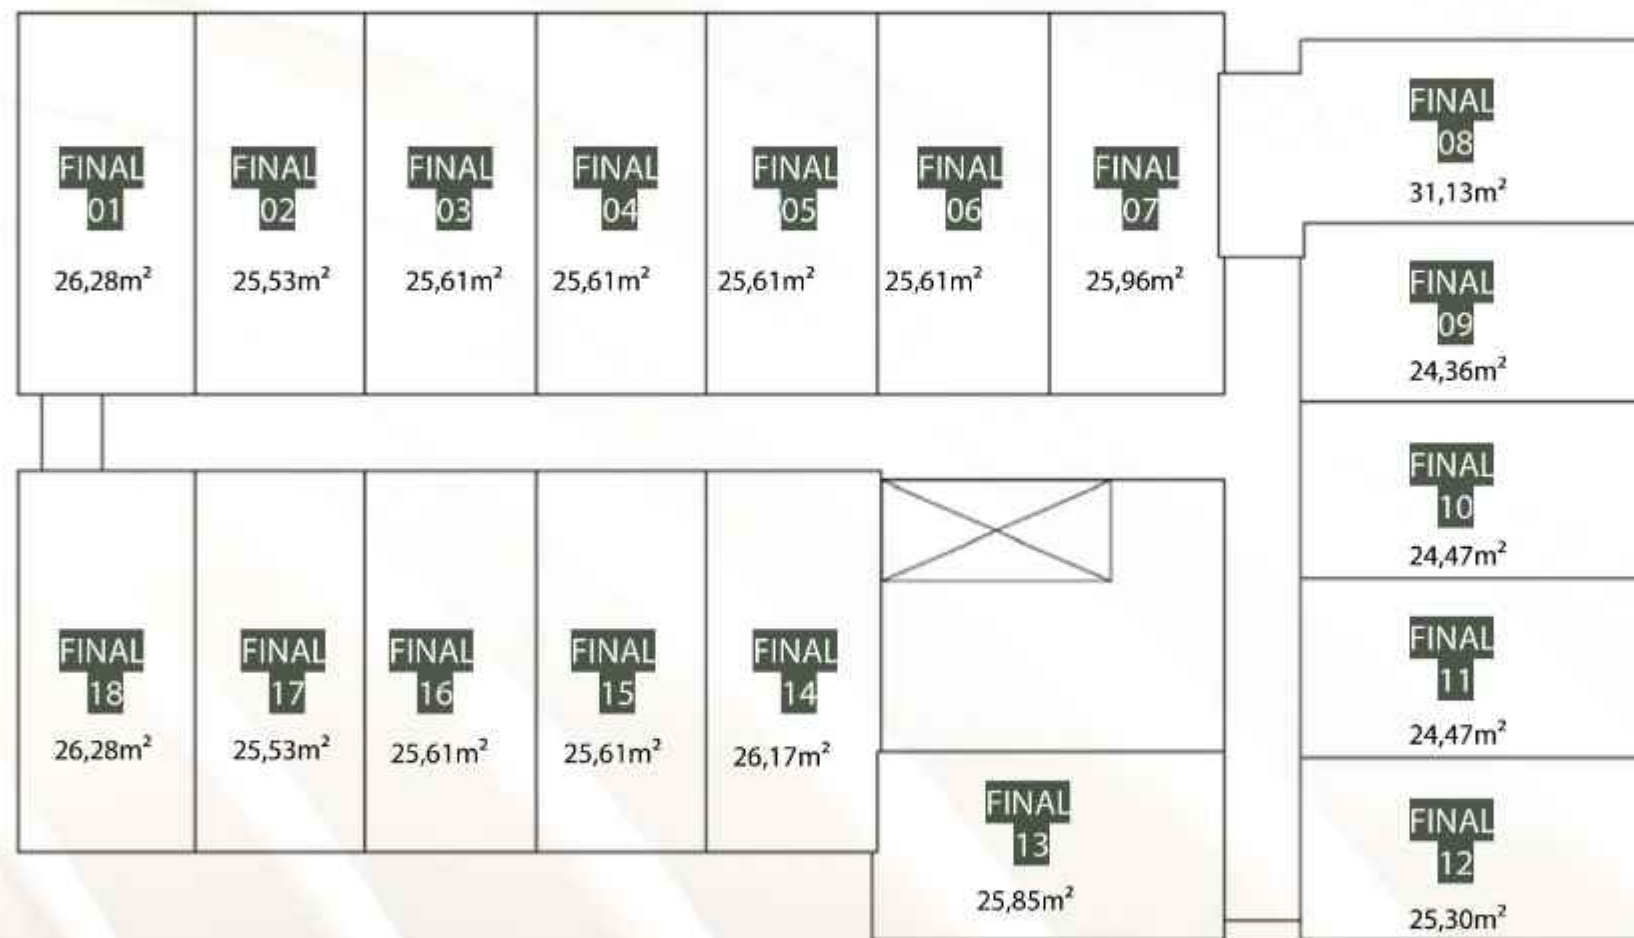 FINAL
01
26,28m²
FINAL
02
25,53m²
FINAL
03
25,61m²
FINAL
04
25,61m²
FINAL
05
25,61m²
FINAL
06
25,61m²
FINAL
07
25,96m²
FINAL
08
31,13m²
FINAL
09
24,36m²
FINAL
10
24,47m²
FINAL
11
24,47m²
FINAL
12
25,30m²
FINAL
18
26,28m²
FINAL
17
25,53m²
FINAL
16
25,61m²
FINAL
15
25,61m²
FINAL
14
26,17m²
FINAL
13
25,85m²